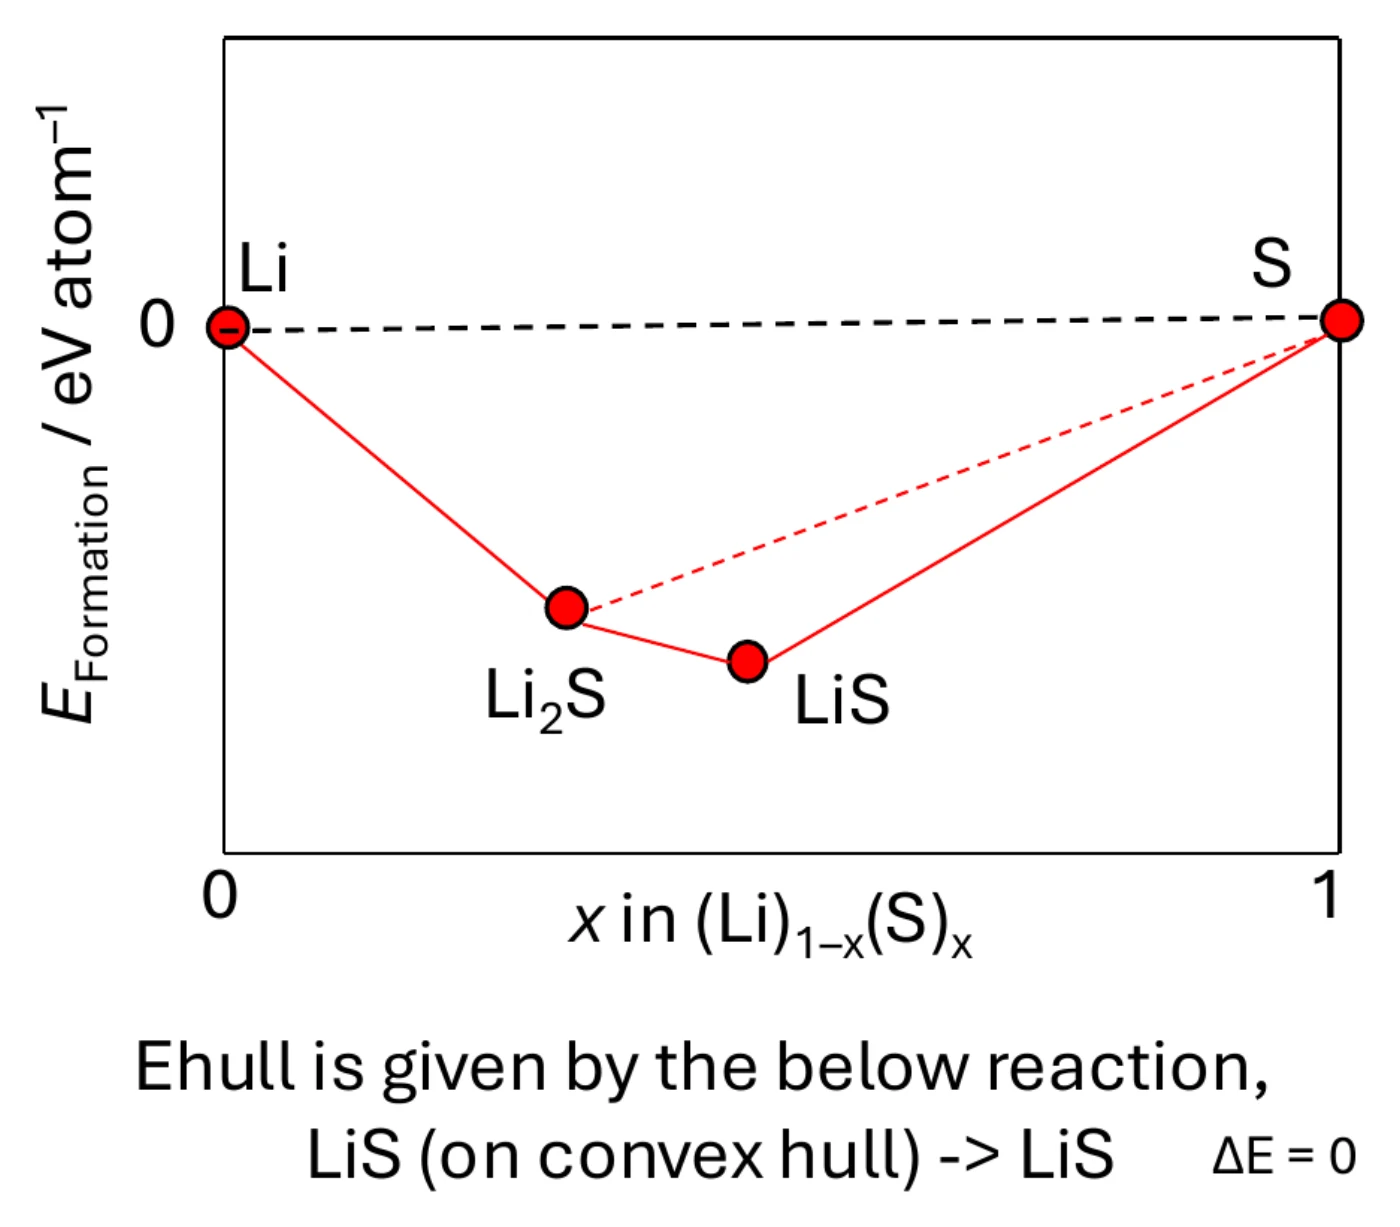 E_Formation / eV atom⁻¹
Li
S
0
Li₂S
LiS
0
1
x in (Li)₁₋ₓ(S)ₓ
Ehull is given by the below reaction,
LiS (on convex hull) -> LiS ΔE = 0